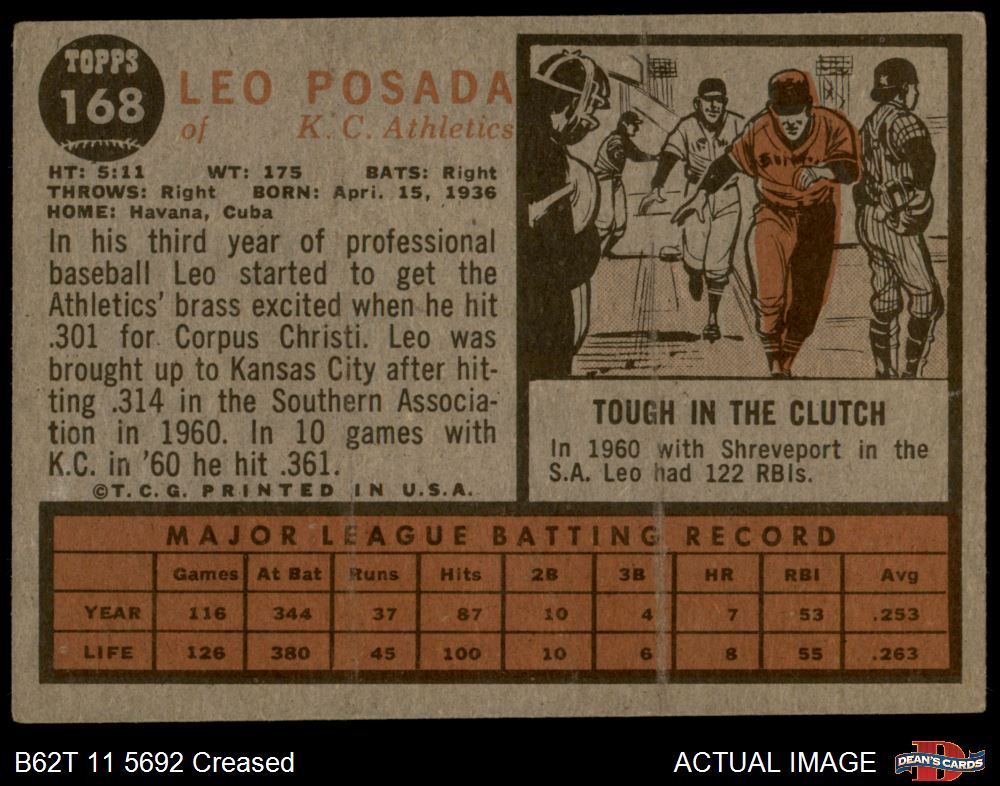 TOPPS
168
LEO POSADA
of K. C. Athletics
HT: 5:11 WT: 175 BATS: Right
THROWS: Right BORN: Apri. 15, 1936
HOME: Havana, Cuba
In his third year of professional
baseball Leo started to get the
Athletics' brass excited when he hit
.301 for Corpus Christi. Leo was
brought up to Kansas City after hit-
ting .314 in the Southern Associa-
tion in 1960. In 10 games with
K.C. in '60 he hit .361.
©T.C.G. PRINTED IN U.S.A.
TOUGH IN THE CLUTCH
In 1960 with Shreveport in the
S.A. Leo had 122 RBIs.
MAJOR LEAGUE BATTING RECORD
Games At Bat Runs Hits 2B 3B HR RBI Avg
YEAR 116 344 37 87 10 4 7 53 .253
LIFE 126 380 45 100 10 6 8 55 .263
B62T 11 5692 Creased
ACTUAL IMAGE
DEAN'S CARDS